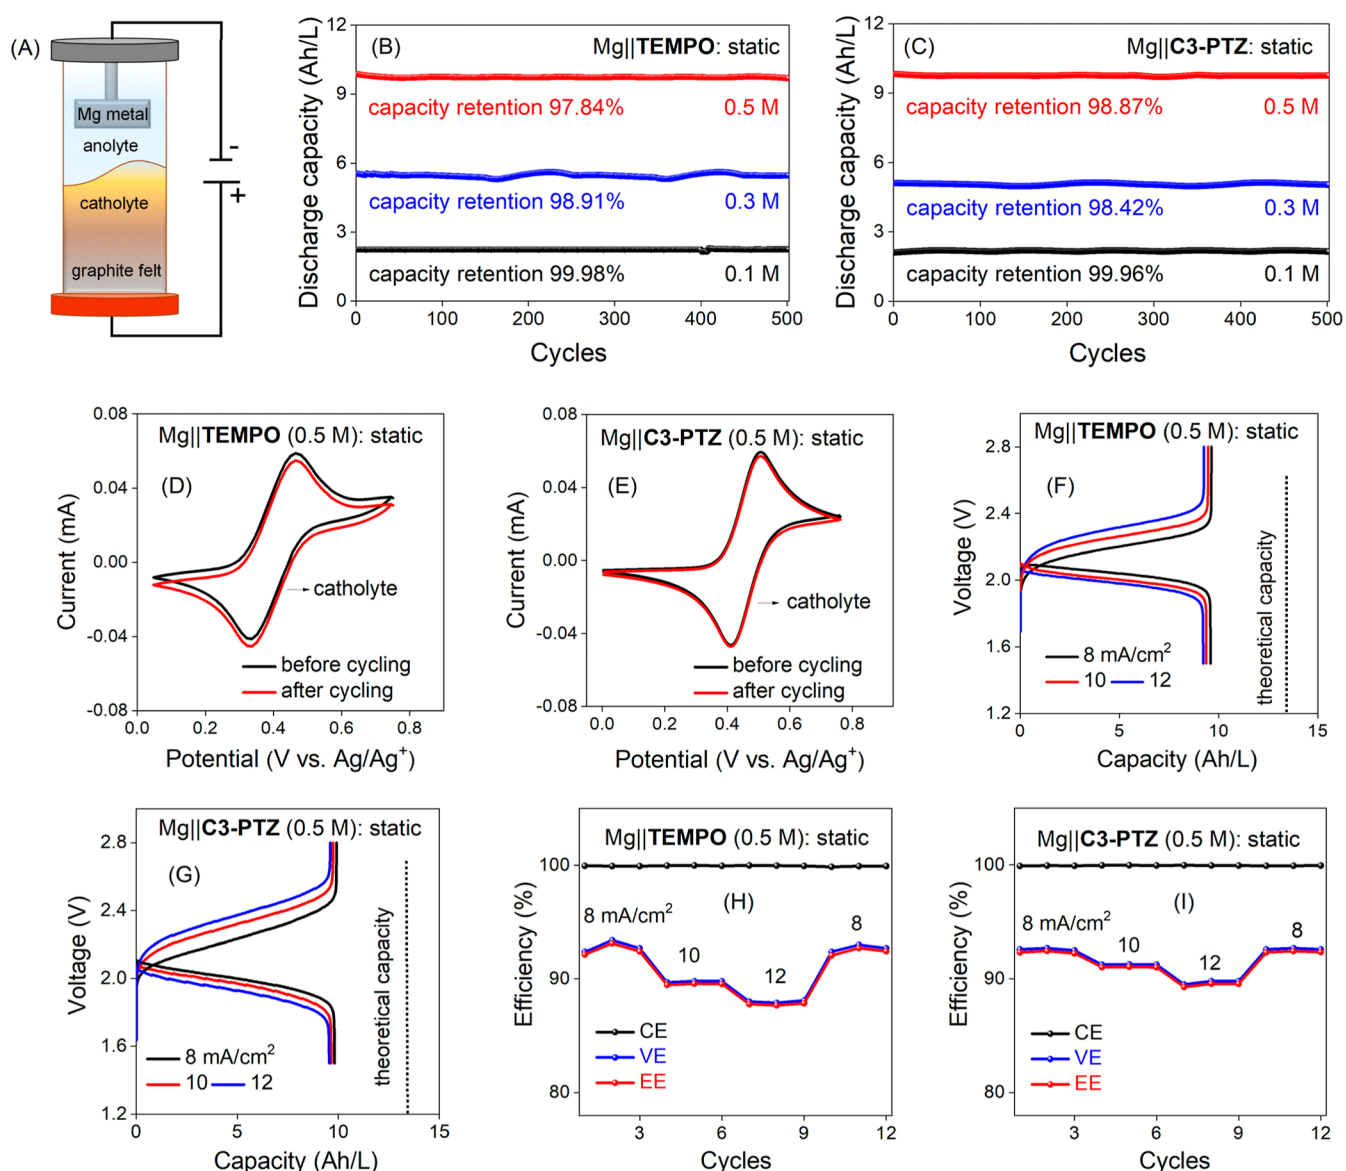 (A)
Mg metal
anolyte
catholyte
graphite felt
-
+
(B)
Mg||TEMPO: static
capacity retention 97.84%
0.5 M
capacity retention 98.91%
0.3 M
capacity retention 99.98%
0.1 M
Discharge capacity (Ah/L)
12
9
6
3
0
0 100 200 300 400 500
Cycles
(C)
Mg||C3-PTZ: static
capacity retention 98.87%
0.5 M
capacity retention 98.42%
0.3 M
capacity retention 99.96%
0.1 M
Discharge capacity (Ah/L)
12
9
6
3
0
0 100 200 300 400 500
Cycles
Mg||TEMPO (0.5 M): static
(D)
catholyte
before cycling
after cycling
Current (mA)
0.08
0.04
0.00
-0.04
-0.08
0.0 0.2 0.4 0.6 0.8
Potential (V vs. Ag/Ag⁺)
Mg||C3-PTZ (0.5 M): static
(E)
catholyte
before cycling
after cycling
Current (mA)
0.08
0.04
0.00
-0.04
-0.08
0.0 0.2 0.4 0.6 0.8
Potential (V vs. Ag/Ag⁺)
Mg||TEMPO (0.5 M): static
(F)
theoretical capacity
8 mA/cm²
10 12
Voltage (V)
2.8
2.4
2.0
1.6
1.2
0 5 10 15
Capacity (Ah/L)
Mg||C3-PTZ (0.5 M): static
(G)
theoretical capacity
8 mA/cm²
10 12
Voltage (V)
2.8
2.4
2.0
1.6
1.2
0 5 10 15
Capacity (Ah/L)
Mg||TEMPO (0.5 M): static
(H)
8 mA/cm²
10
12
8
CE
VE
EE
Efficiency (%)
100
90
80
3 6 9 12
Cycles
Mg||C3-PTZ (0.5 M): static
(I)
8 mA/cm²
10
12
8
CE
VE
EE
Efficiency (%)
100
90
80
3 6 9 12
Cycles